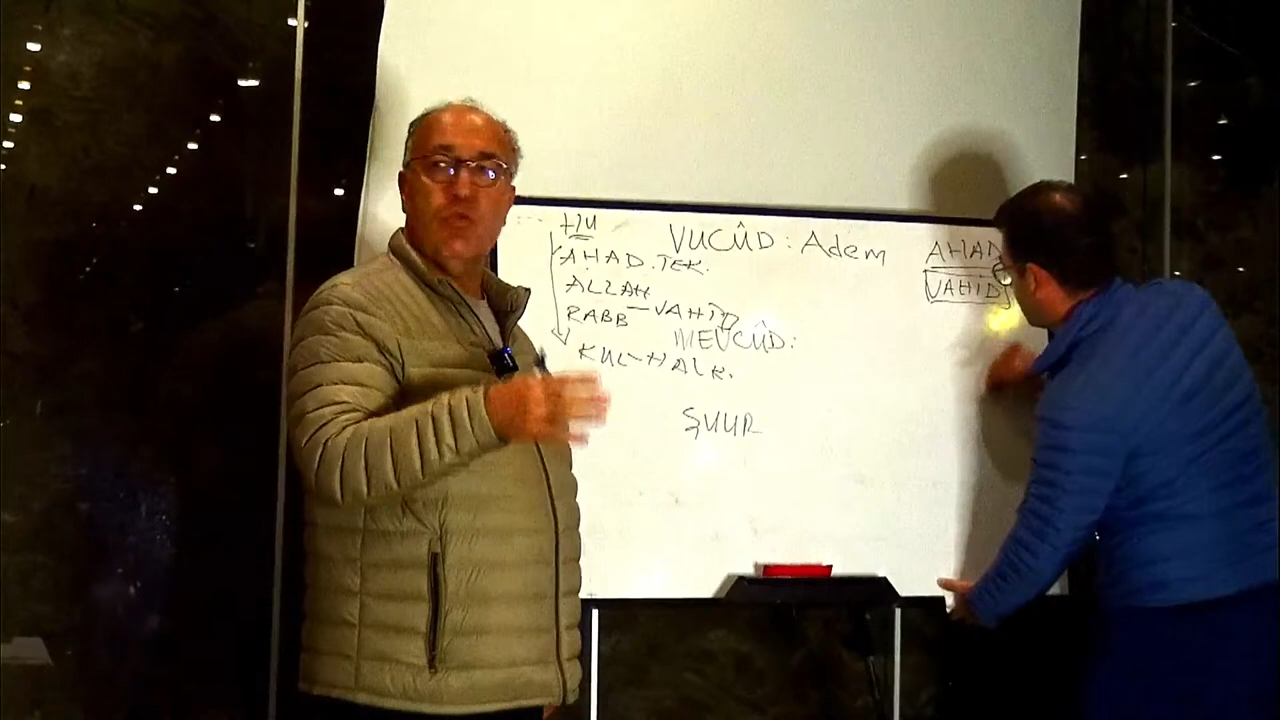 HU
AHAD. TEK.
ALLAH
RABB — VAHİD
KUL-HALK.
VUCÛD: Adem
MEVCÛD:
ŞUUR
AHAD
VAHİD